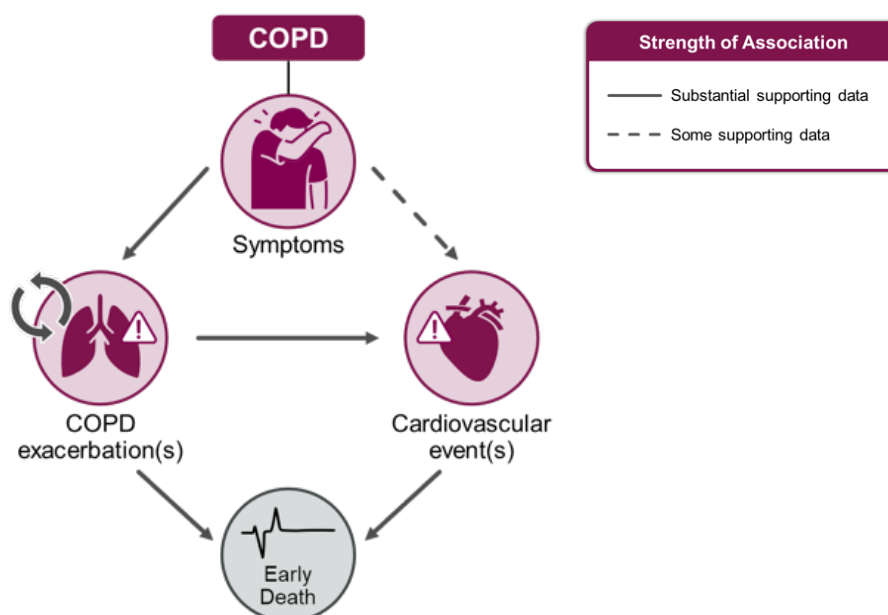 COPD
Strength of Association
Substantial supporting data
Some supporting data
Symptoms
COPD
exacerbation(s)
Cardiovascular
event(s)
Early
Death